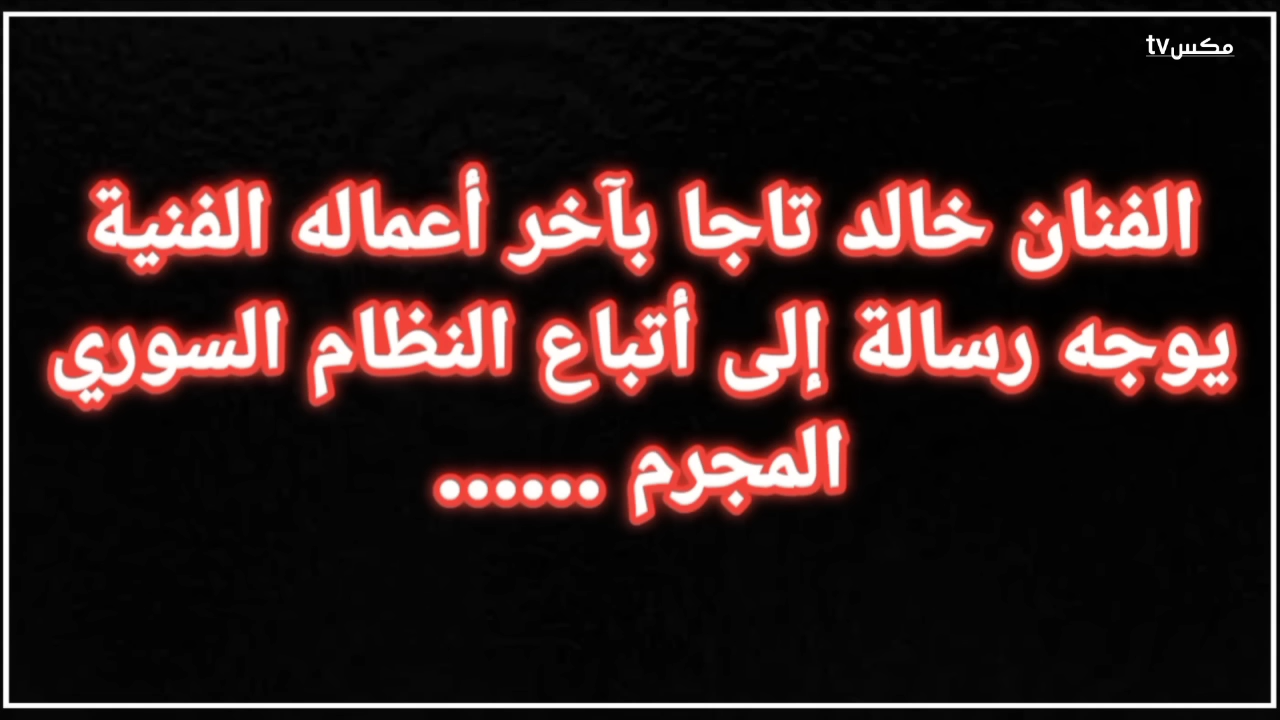 مكسtv
الفنان خالد تاجا بآخر أعماله الفنية
يوجه رسالة إلى أتباع النظام السوري
المجرم ......